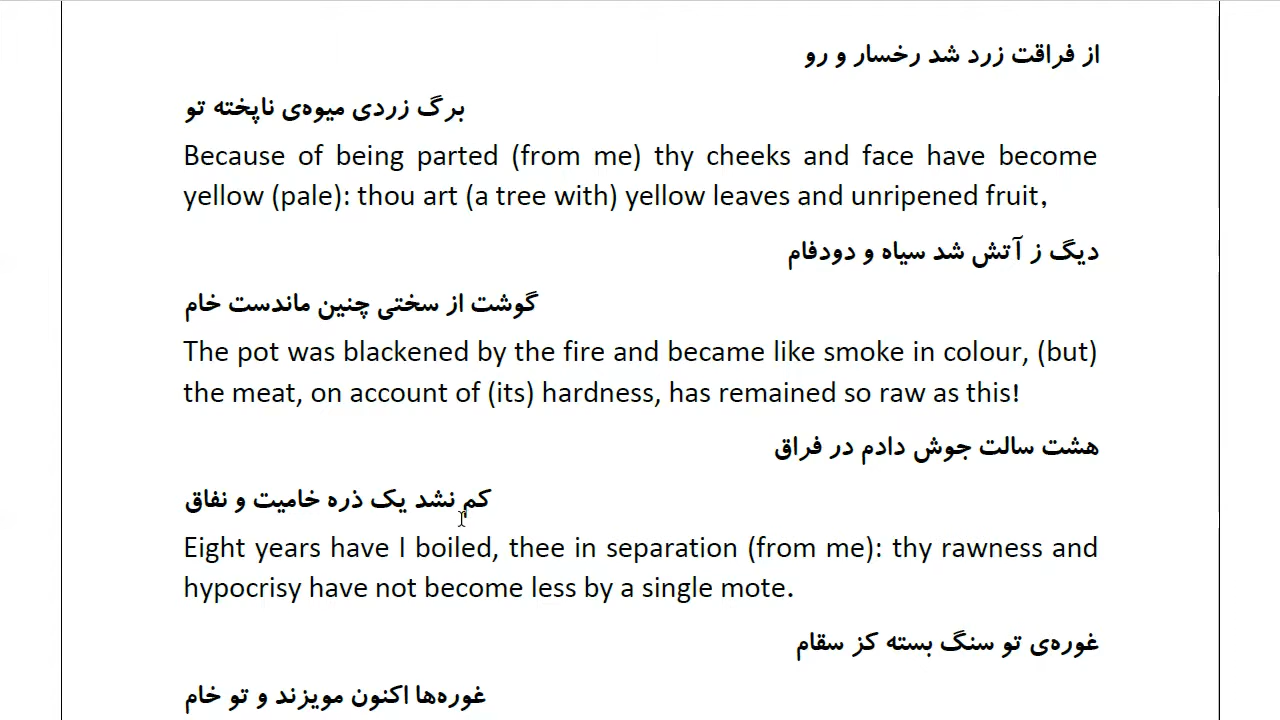 از فراقت زرد شد رخسار و رو
برگ زردی میوه‌ی ناپخته تو
Because of being parted (from me) thy cheeks and face have become
yellow (pale): thou art (a tree with) yellow leaves and unripened fruit,
دیگ ز آتش شد سیاه و دودفام
گوشت از سختی چنین ماندست خام
The pot was blackened by the fire and became like smoke in colour, (but)
the meat, on account of (its) hardness, has remained so raw as this!
هشت سالت جوش دادم در فراق
کم نشد یک ذره خامیت و نفاق
Eight years have I boiled, thee in separation (from me): thy rawness and
hypocrisy have not become less by a single mote.
غوره‌ی تو سنگ بسته کز سقام
غوره‌ها اکنون مویزند و تو خام